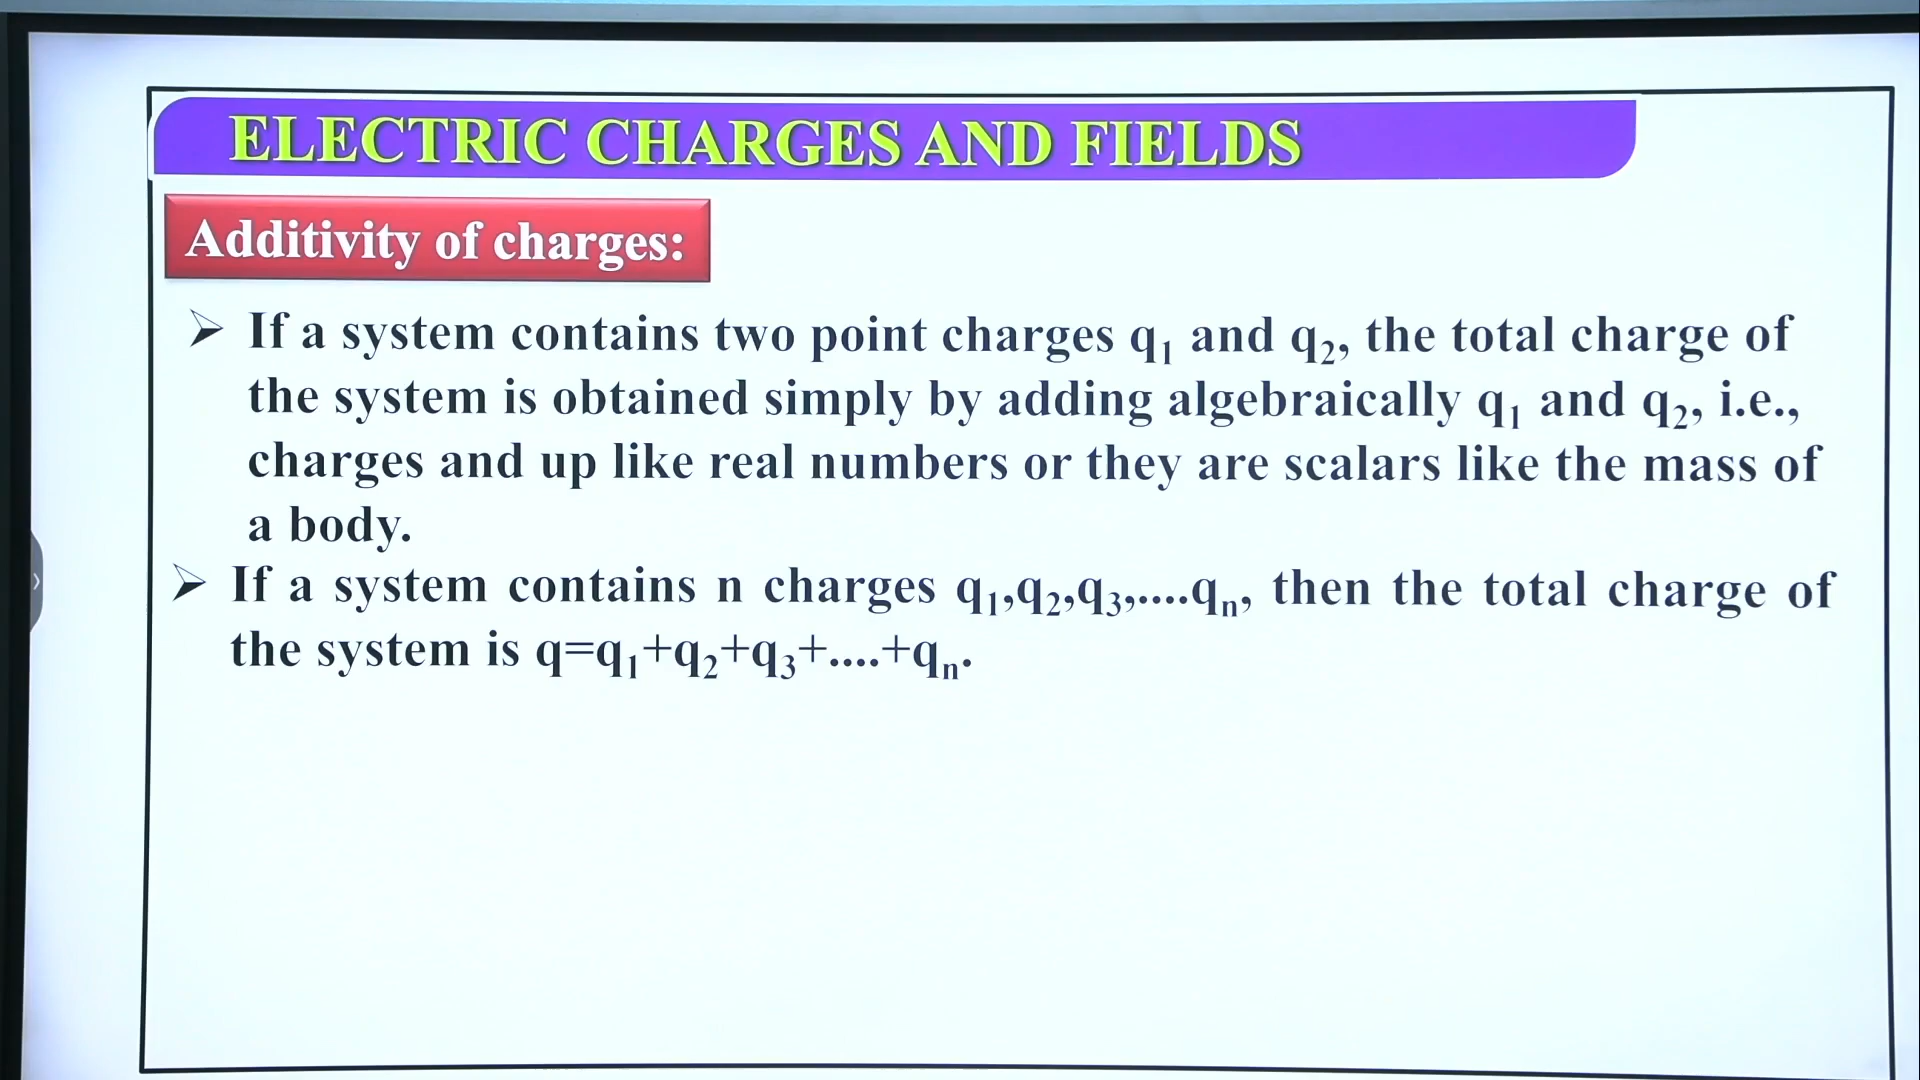 ELECTRIC CHARGES AND FIELDS
Additivity of charges:
➢ If a system contains two point charges q₁ and q₂, the total charge of
the system is obtained simply by adding algebraically q₁ and q₂, i.e.,
charges and up like real numbers or they are scalars like the mass of
a body.
➢ If a system contains n charges q₁,q₂,q₃,....qₙ, then the total charge of
the system is q=q₁+q₂+q₃+....+qₙ.